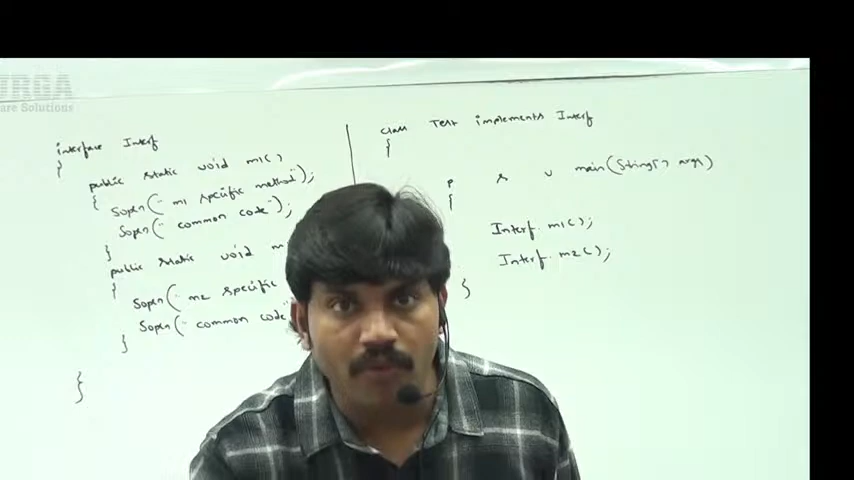 URGA
are Solutions
interface Interf
{
public static void m1()
{
Sopln(" m1 specific method");
Sopln(" common code");
}
public static void m
{
Sopln(" m2 specific
Sopln(" common code"
}
}
class Test implements Interf
{
p s v main(String[] args)
{
Interf.m1();
Interf.m2();
}